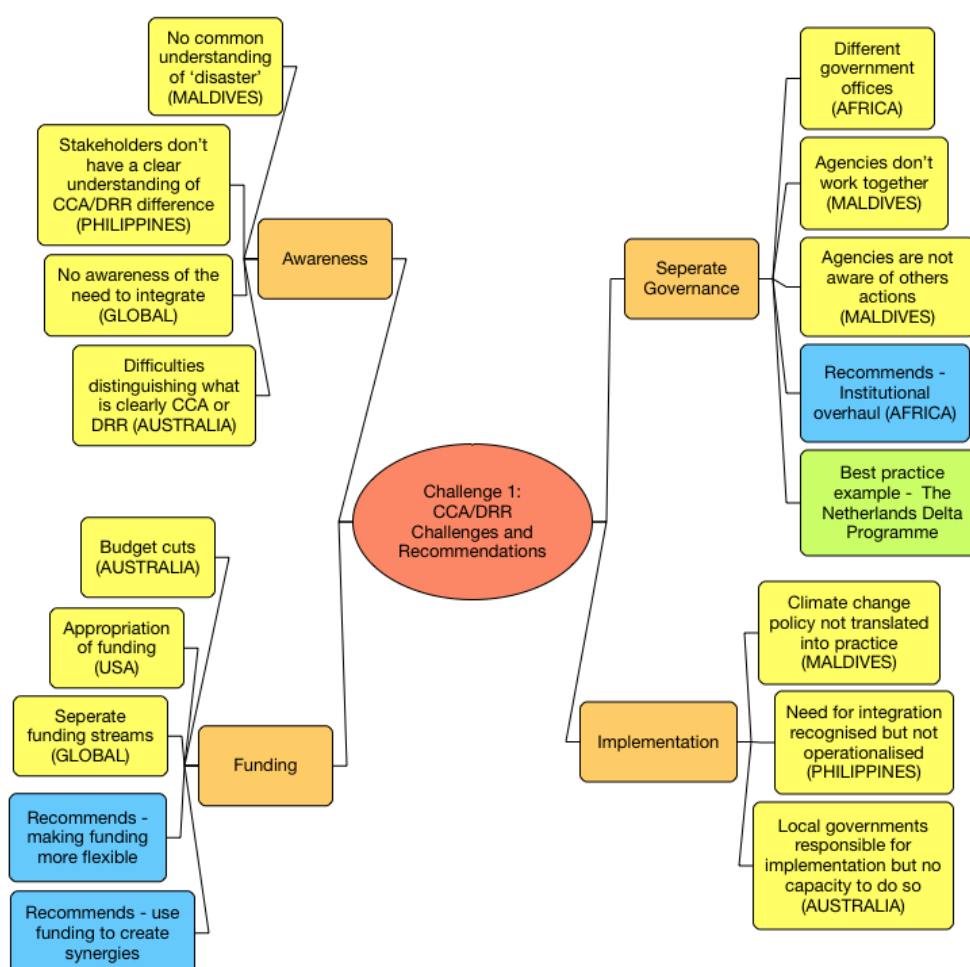 No common
understanding
of ‘disaster’
(MALDIVES)
Stakeholders don’t
have a clear
understanding of
CCA/DRR difference
(PHILIPPINES)
No awareness of the
need to integrate
(GLOBAL)
Difficulties
distinguishing what
is clearly CCA or
DRR (AUSTRALIA)
Awareness
Different
government
offices
(AFRICA)
Agencies don’t
work together
(MALDIVES)
Agencies are not
aware of others
actions
(MALDIVES)
Recommends -
Institutional
overhaul (AFRICA)
Best practice
example - The
Netherlands Delta
Programme
Seperate
Governance
Challenge 1:
CCA/DRR
Challenges and
Recommendations
Budget cuts
(AUSTRALIA)
Appropriation
of funding
(USA)
Seperate
funding streams
(GLOBAL)
Recommends -
making funding
more flexible
Recommends - use
funding to create
synergies
Funding
Climate change
policy not translated
into practice
(MALDIVES)
Need for integration
recognised but not
operationalised
(PHILIPPINES)
Local governments
responsible for
implementation but no
capacity to do so
(AUSTRALIA)
Implementation